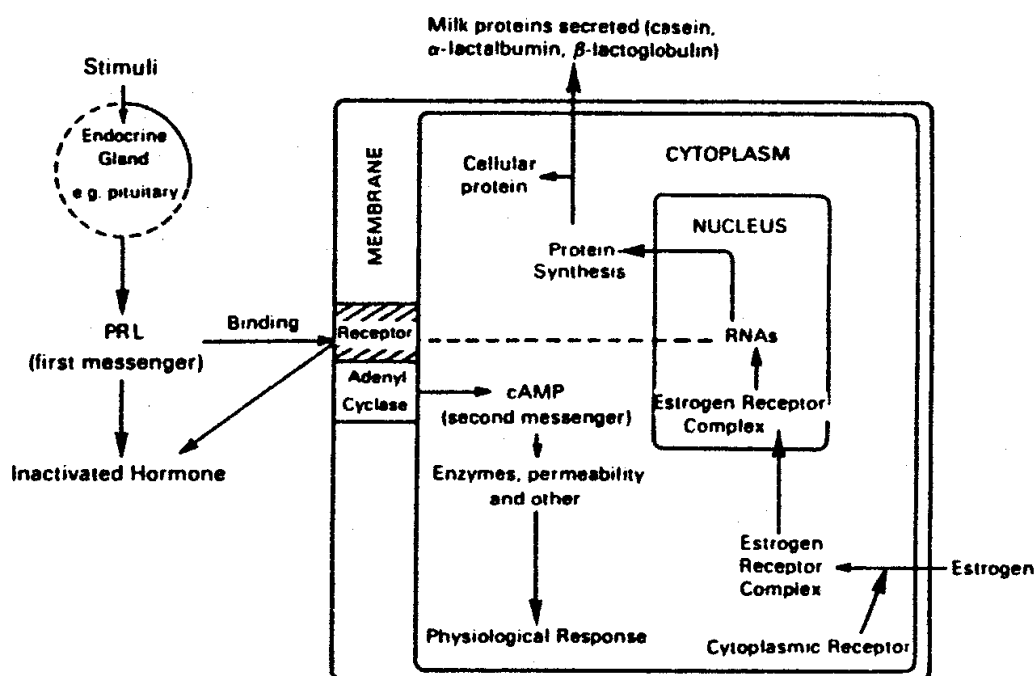 Milk proteins secreted (casein,
α-lactalbumin, β-lactoglobulin)
Stimuli
Endocrine
Gland
e g. pituitary
PRL
(first messenger)
Inactivated Hormone
Binding
MEMBRANE
Receptor
Adenyl
Cyclase
CYTOPLASM
Cellular
protein
NUCLEUS
Protein
Synthesis
RNAs
Estrogen Receptor
Complex
cAMP
(second messenger)
Enzymes, permeability
and other
Physiological Response
Estrogen
Receptor
Complex
Estrogen
Cytoplasmic Receptor